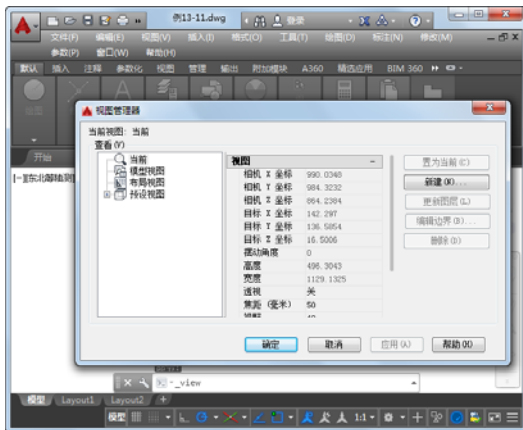 例13-11.dwg 登录
文件(F) 编辑(E) 视图(V) 插入(I) 格式(O) 工具(T) 绘图(D) 标注(N) 修改(M)
参数(P) 窗口(W) 帮助(H)
默认 插入 注释 参数化 视图 管理 输出 附加模块 A360 精选应用 BIM 360
视图管理器
当前视图: 当前
查看(V)
当前
模型视图
布局视图
预设视图
视图
相机 X 坐标 990.0348
相机 Y 坐标 984.3232
相机 Z 坐标 864.2384
目标 X 坐标 142.297
目标 Y 坐标 136.5854
目标 Z 坐标 16.5006
摆动角度 0
高度 496.3043
宽度 1129.1325
透视 关
焦距 (毫米) 50
置为当前(C)
新建(N)...
更新图层(L)
编辑边界(B)...
删除(D)
确定 取消 应用(A) 帮助(H)
开始
_view
模型 Layout1 Layout2 +
模型 1:1